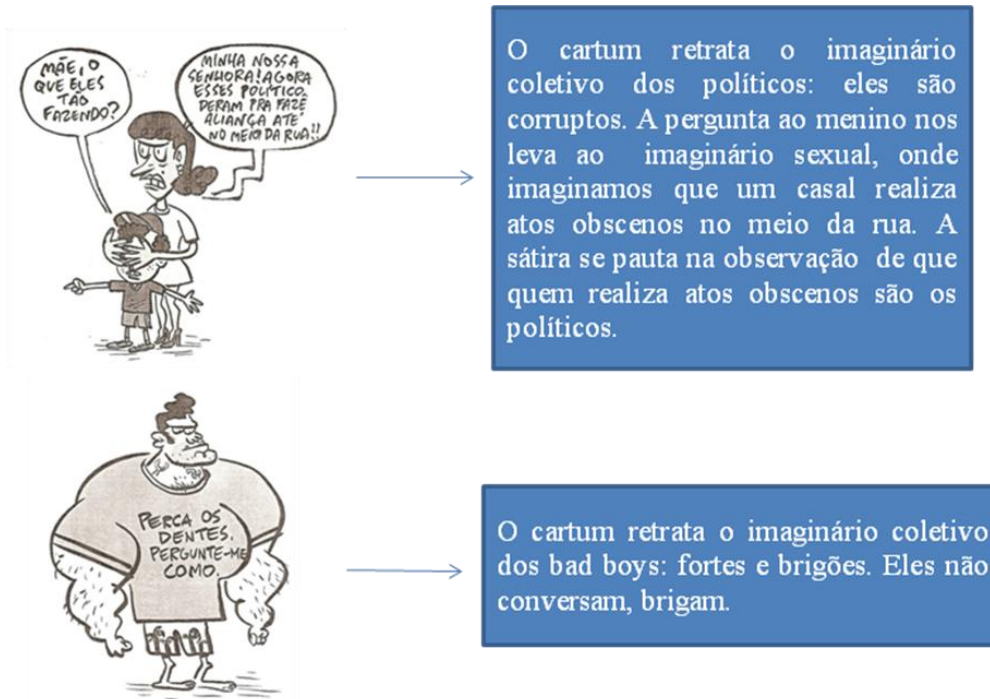 MÃE, O
QUE ELES
TÃO
FAZENDO?
MINHA NOSSA
SENHORA! AGORA
ESSES POLÍTICO
DERAM PRA FAZÊ
ALIANÇA ATÉ
NO MEIO DA RUA!!
O cartum retrata o imaginário
coletivo dos políticos: eles são
corruptos. A pergunta ao menino nos
leva ao imaginário sexual, onde
imaginamos que um casal realiza
atos obscenos no meio da rua. A
sátira se pauta na observação de que
quem realiza atos obscenos são os
políticos.
PERCA OS
DENTES.
PERGUNTE-ME
COMO.
O cartum retrata o imaginário coletivo
dos bad boys: fortes e brigões. Eles não
conversam, brigam.